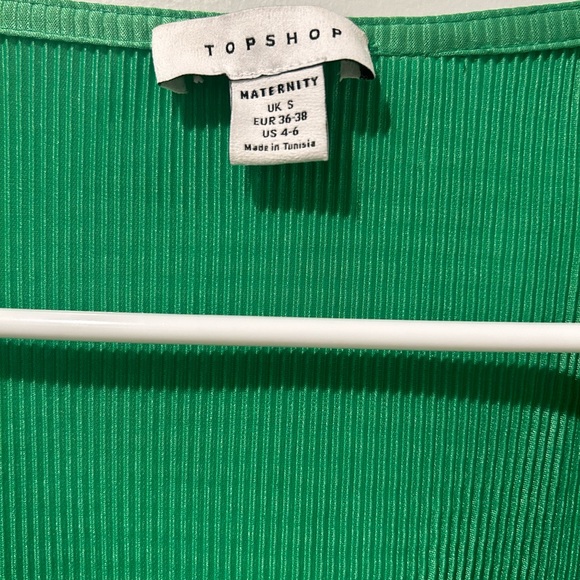 TOPSHOP
MATERNITY
UK S
EUR 36-38
US 4-6
Made in Tunisia